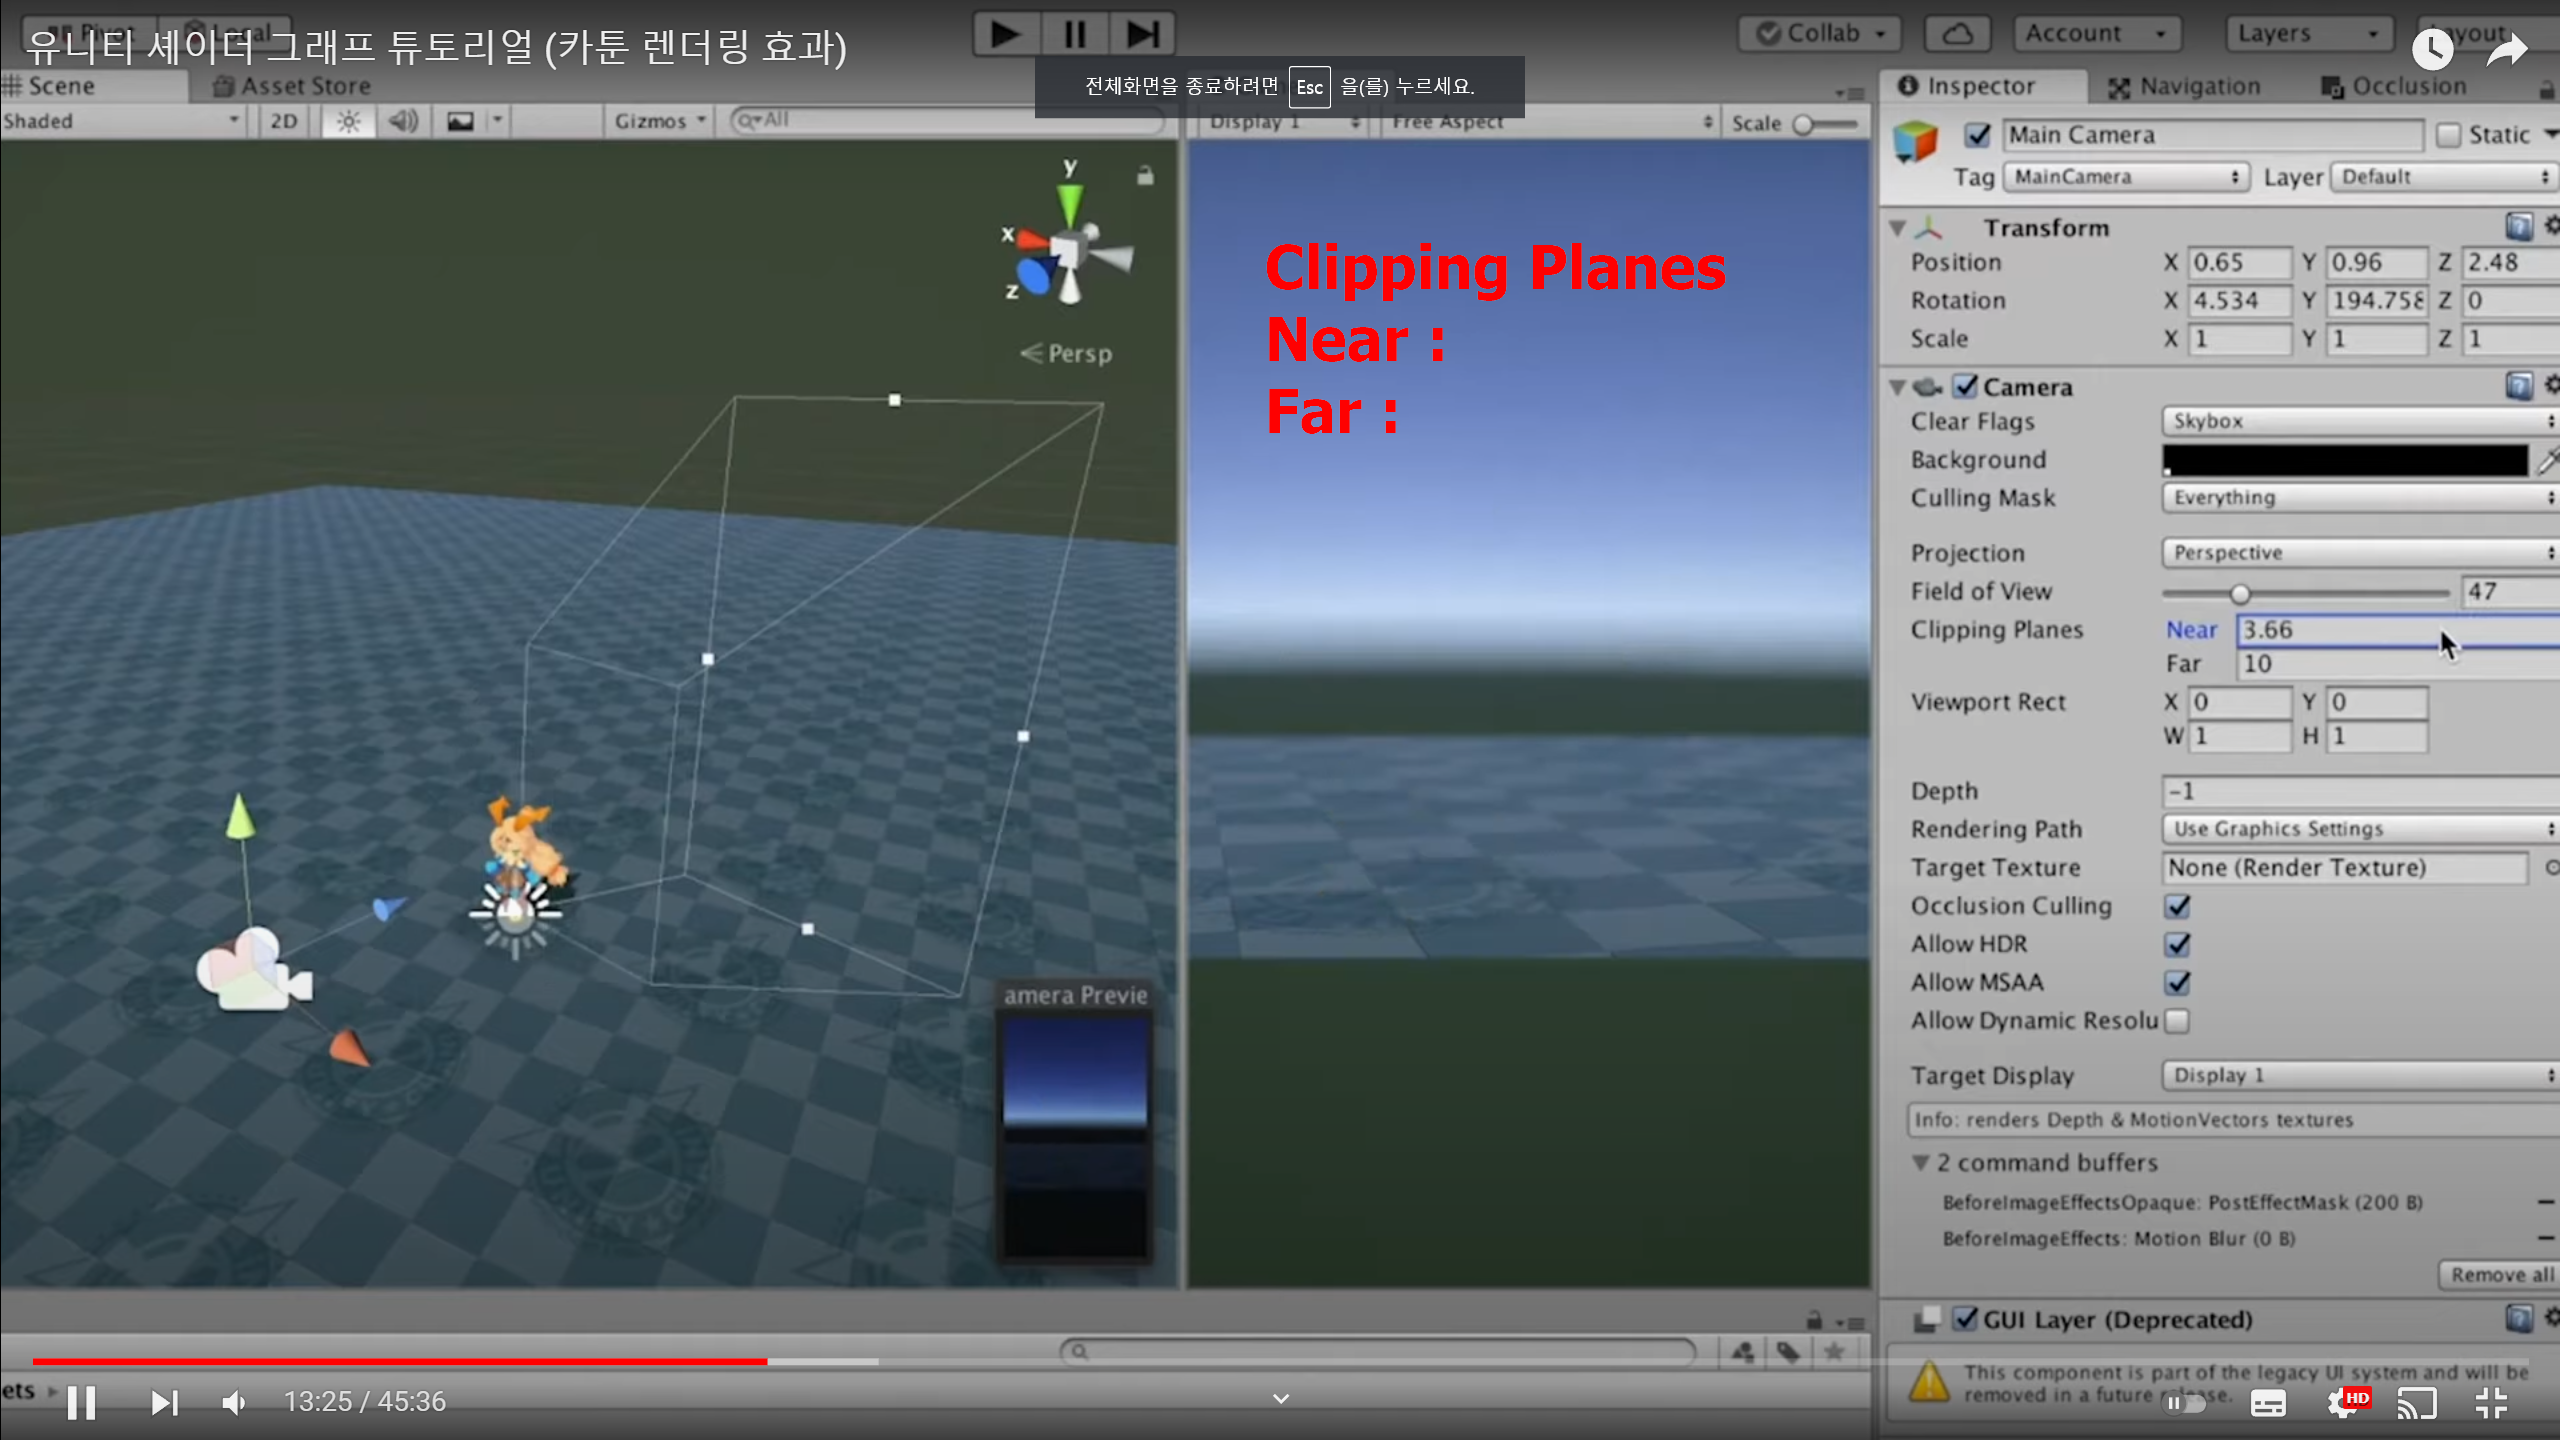 유니티 셰이더 그래프 튜토리얼 (카툰 렌더링 효과)
Pivot
Local
Collab
Account
Layers
전체화면을 종료하려면 Esc 을(를) 누르세요.
Scene
Asset Store
Inspector
Navigation
Occlusion
Shaded
2D
Gizmos
All
Display 1
Free Aspect
Scale
Main Camera
Static
Tag MainCamera
Layer Default
y
x
z
Persp
Clipping Planes
Near :
Far :
amera Previe
Transform
Position X 0.65 Y 0.96 Z 2.48
Rotation X 4.534 Y 194.758 Z 0
Scale X 1 Y 1 Z 1
Camera
Clear Flags Skybox
Background
Culling Mask Everything
Projection Perspective
Field of View 47
Clipping Planes Near 3.66
Far 10
Viewport Rect X 0 Y 0
W 1 H 1
Depth -1
Rendering Path Use Graphics Settings
Target Texture None (Render Texture)
Occlusion Culling
Allow HDR
Allow MSAA
Allow Dynamic Resolu
Target Display Display 1
Info: renders Depth & MotionVectors textures
2 command buffers
BeforeImageEffectsOpaque: PostEffectMask (200 B)
BeforeImageEffects: Motion Blur (0 B)
Remove all
GUI Layer (Deprecated)
This component is part of the legacy UI system and will be
removed in a future release.
ets
13:25 / 45:36
HD